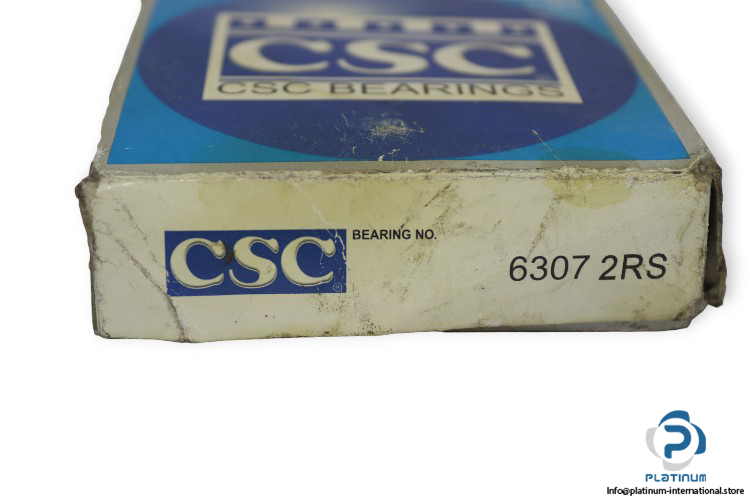 CSC
CSC BEARINGS
CSC ®
BEARING NO.
6307 2RS
PLATINUM
Info@platinum-international.store